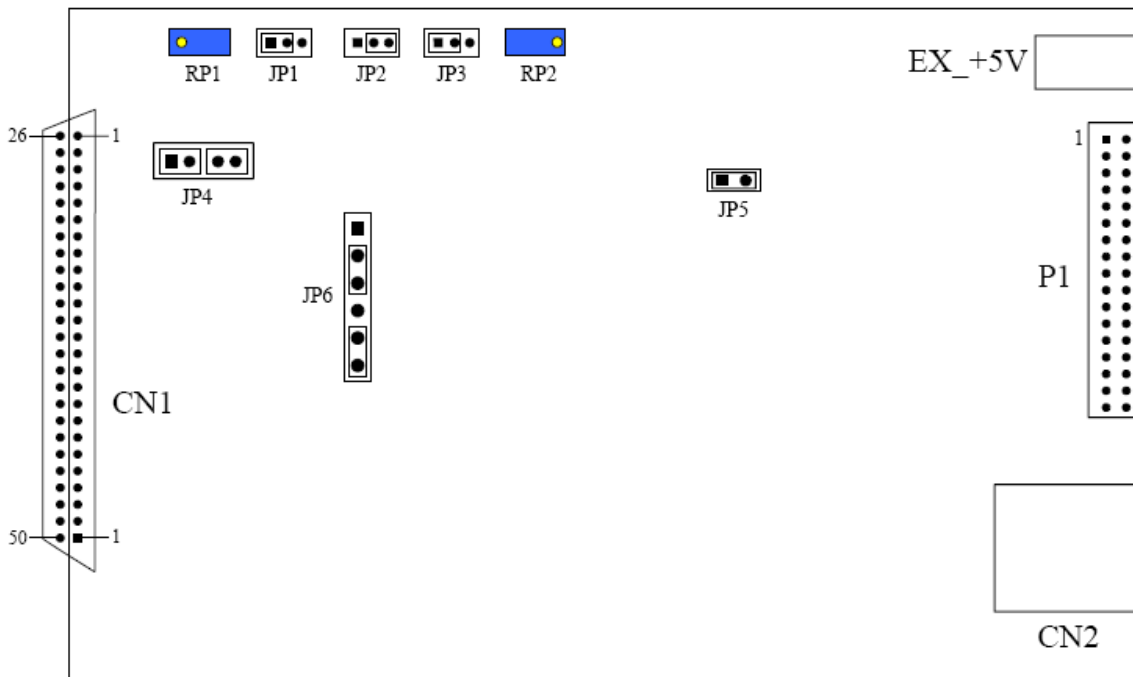 RP1 JP1 JP2 JP3 RP2
EX_+5V
26 1
1
JP4
JP5
P1
JP6
CN1
50 1
CN2